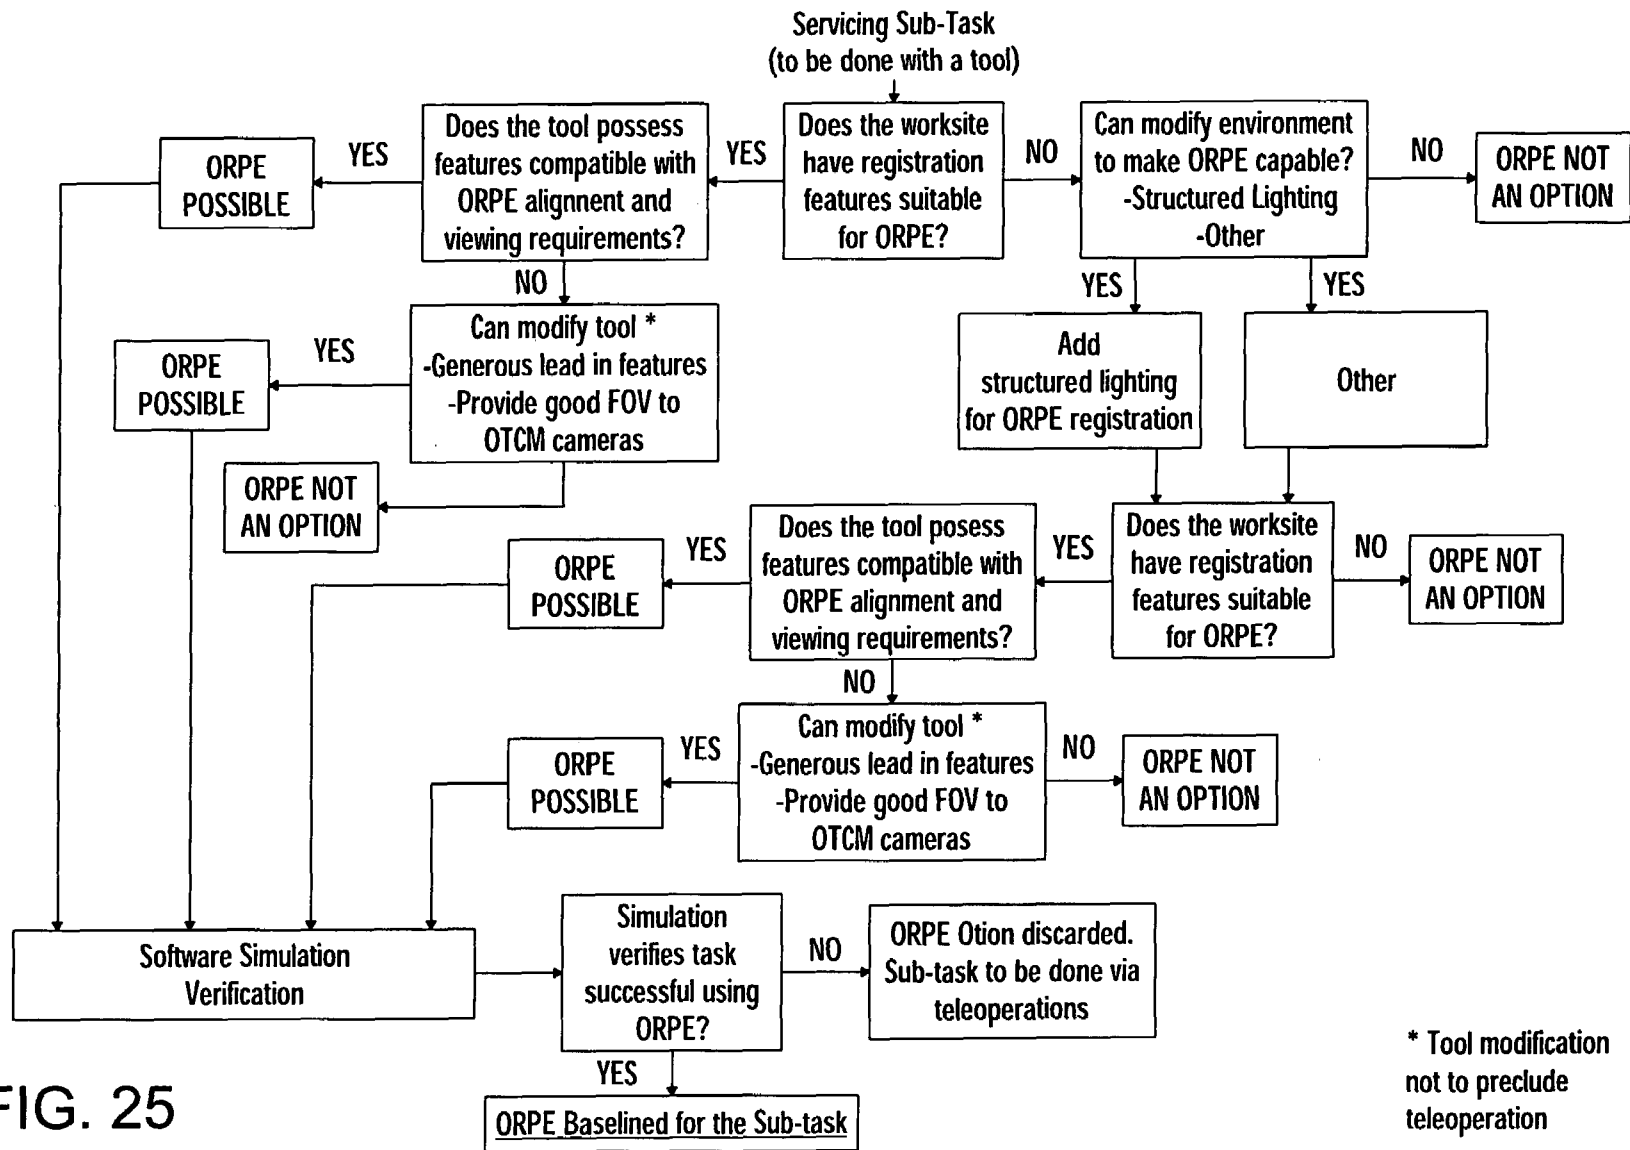 Servicing Sub-Task
(to be done with a tool)
Does the worksite
have registration
features suitable
for ORPE?
YES
NO
Does the tool possess
features compatible with
ORPE alignnent and
viewing requirements?
YES
ORPE
POSSIBLE
NO
Can modify tool *
-Generous lead in features
-Provide good FOV to
OTCM cameras
YES
ORPE
POSSIBLE
ORPE NOT
AN OPTION
Can modify environment
to make ORPE capable?
-Structured Lighting
-Other
NO
ORPE NOT
AN OPTION
YES
YES
Add
structured lighting
for ORPE registration
Other
Does the worksite
have registration
features suitable
for ORPE?
NO
ORPE NOT
AN OPTION
YES
Does the tool posess
features compatible with
ORPE alignment and
viewing requirements?
YES
ORPE
POSSIBLE
NO
Can modify tool *
-Generous lead in features
-Provide good FOV to
OTCM cameras
YES
ORPE
POSSIBLE
NO
ORPE NOT
AN OPTION
Software Simulation
Verification
Simulation
verifies task
successful using
ORPE?
NO
ORPE Otion discarded.
Sub-task to be done via
teleoperations
YES
ORPE Baselined for the Sub-task
* Tool modification
not to preclude
teleoperation
FIG. 25